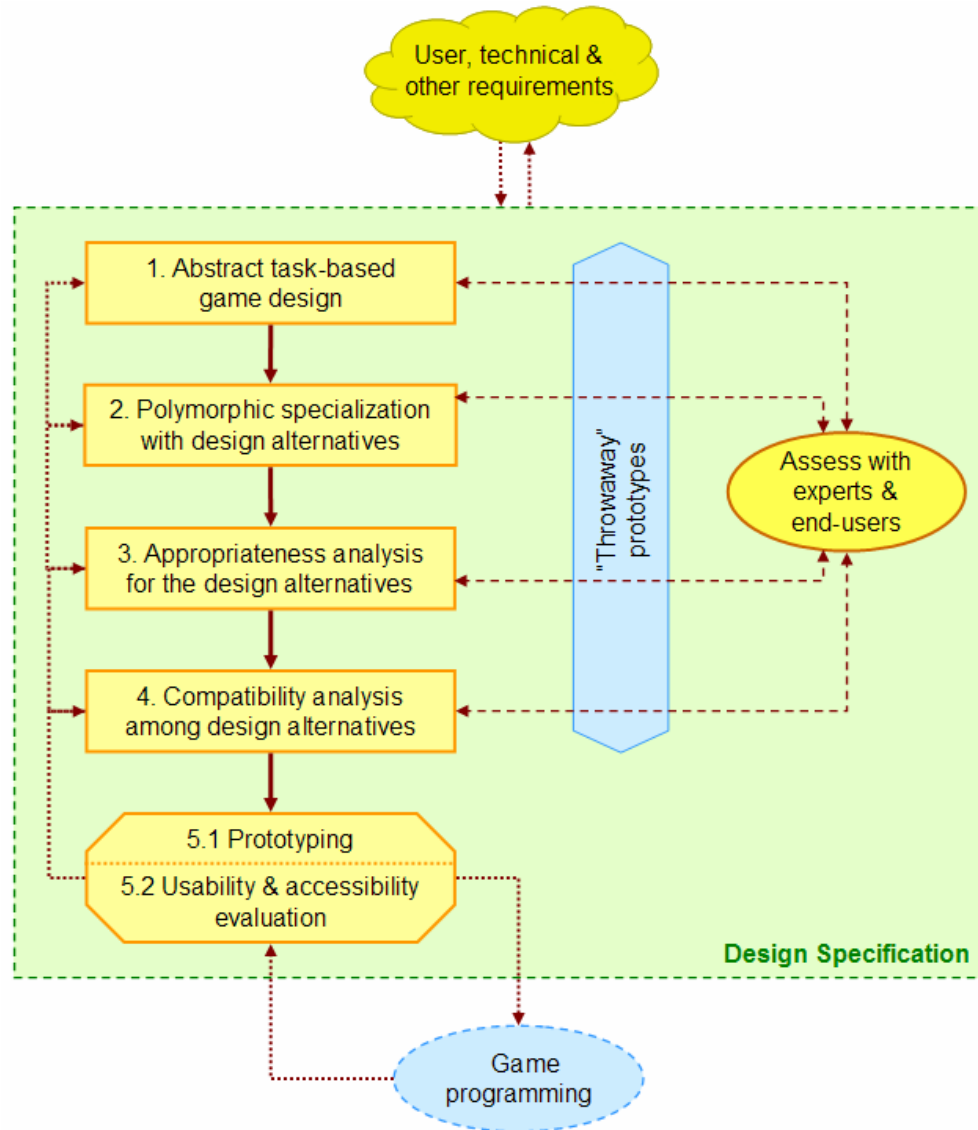 User, technical &
other requirements
1. Abstract task-based
game design
2. Polymorphic specialization
with design alternatives
3. Appropriateness analysis
for the design alternatives
4. Compatibility analysis
among design alternatives
5.1 Prototyping
5.2 Usability & accessibility
evaluation
"Throwaway"
prototypes
Assess with
experts &
end-users
Design Specification
Game
programming